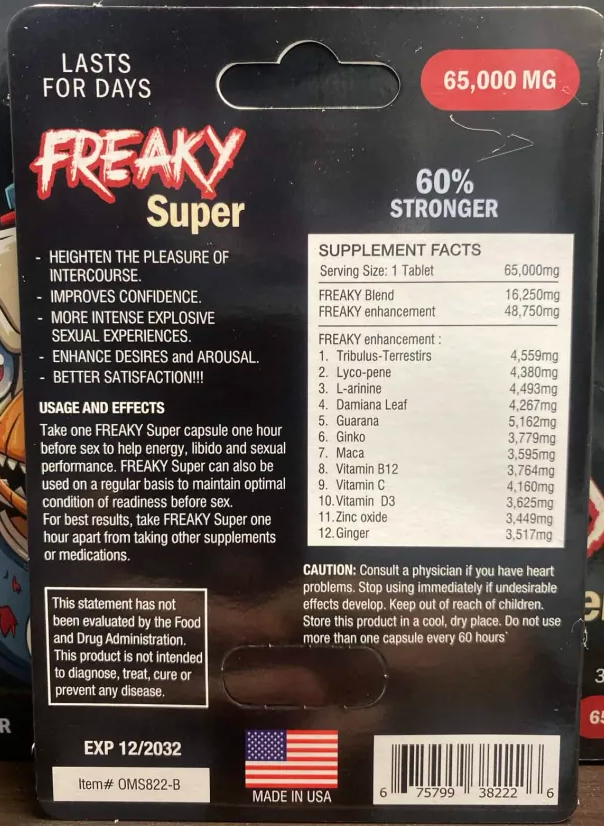 LASTS
FOR DAYS
65,000 MG
FREAKY
Super
60%
STRONGER
- HEIGHTEN THE PLEASURE OF
INTERCOURSE.
- IMPROVES CONFIDENCE.
- MORE INTENSE EXPLOSIVE
SEXUAL EXPERIENCES.
- ENHANCE DESIRES and AROUSAL.
- BETTER SATISFACTION!!!
USAGE AND EFFECTS
Take one FREAKY Super capsule one hour
before sex to help energy, libido and sexual
performance. FREAKY Super can also be
used on a regular basis to maintain optimal
condition of readiness before sex.
For best results, take FREAKY Super one
hour apart from taking other supplements
or medications.
This statement has not
been evaluated by the Food
and Drug Administration.
This product is not intended
to diagnose, treat, cure or
prevent any disease.
EXP 12/2032
Item# OMS822-B
SUPPLEMENT FACTS
Serving Size: 1 Tablet 65,000mg
FREAKY Blend 16,250mg
FREAKY enhancement 48,750mg
FREAKY enhancement :
1. Tribulus-Terrestirs 4,559mg
2. Lyco-pene 4,380mg
3. L-arinine 4,493mg
4. Damiana Leaf 4,267mg
5. Guarana 5,162mg
6. Ginko 3,779mg
7. Maca 3,595mg
8. Vitamin B12 3,764mg
9. Vitamin C 4,160mg
10. Vitamin D3 3,625mg
11. Zinc oxide 3,449mg
12. Ginger 3,517mg
CAUTION: Consult a physician if you have heart
problems. Stop using immediately if undesirable
effects develop. Keep out of reach of children.
Store this product in a cool, dry place. Do not use
more than one capsule every 60 hours
MADE IN USA
6 75799 38222 6